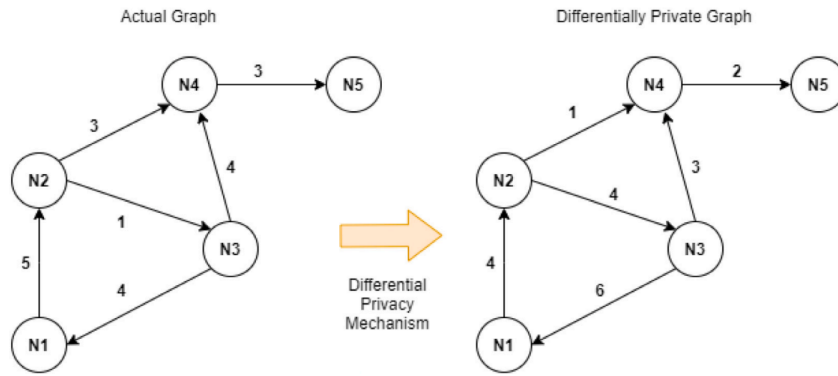 Actual Graph
Differentially Private Graph
N4
3
N5
3
4
N2
1
N3
5
4
N1
Differential
Privacy
Mechanism
N4
2
N5
1
3
N2
4
N3
4
6
N1